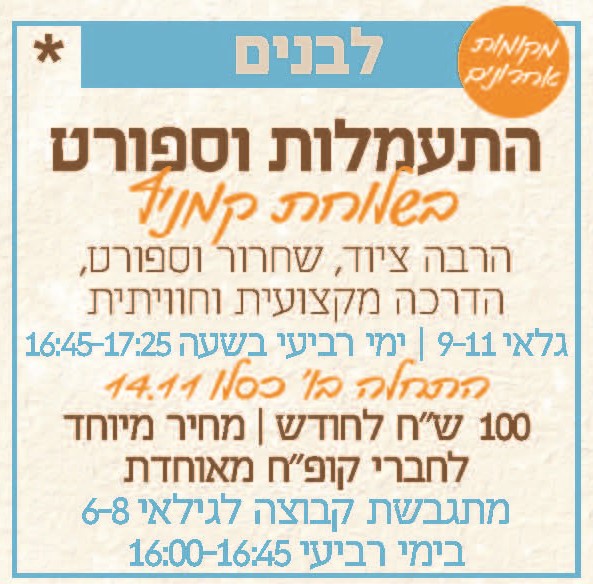 לבנים
*
מקומות
אחרונים
התעמלות וספורט
בשלוחת קמניץ
הרבה ציוד, שחרור וספורט,
הדרכה מקצועית וחוויתית
גלאי 9-11 | ימי רביעי בשעה 16:45-17:25
התחלה בו' כסלו 14.11
100 ש"ח לחודש | מחיר מיוחד
לחברי קופ"ח מאוחדת
מתגבשת קבוצה לגילאי 6-8
בימי רביעי 16:00-16:45